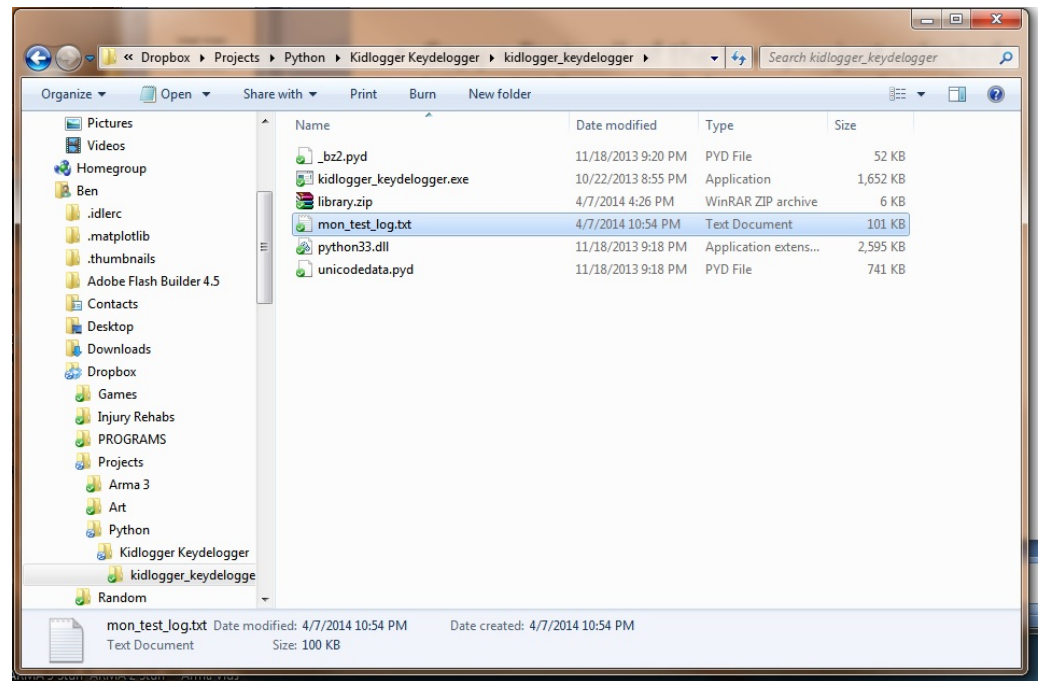 « Dropbox ▸ Projects ▸ Python ▸ Kidlogger Keydelogger ▸ kidlogger_keydelogger ▸ Search kidlogger_keydelogger
Organize Open Share with Print Burn New folder
Pictures
Videos
Homegroup
Ben
.idlerc
.matplotlib
.thumbnails
Adobe Flash Builder 4.5
Contacts
Desktop
Downloads
Dropbox
Games
Injury Rehabs
PROGRAMS
Projects
Arma 3
Art
Python
Kidlogger Keydelogger
kidlogger_keydelogge
Random
Name Date modified Type Size
_bz2.pyd 11/18/2013 9:20 PM PYD File 52 KB
kidlogger_keydelogger.exe 10/22/2013 8:55 PM Application 1,652 KB
library.zip 4/7/2014 4:26 PM WinRAR ZIP archive 6 KB
mon_test_log.txt 4/7/2014 10:54 PM Text Document 101 KB
python33.dll 11/18/2013 9:18 PM Application extens... 2,595 KB
unicodedata.pyd 11/18/2013 9:18 PM PYD File 741 KB
mon_test_log.txt Date modified: 4/7/2014 10:54 PM Date created: 4/7/2014 10:54 PM
Text Document Size: 100 KB